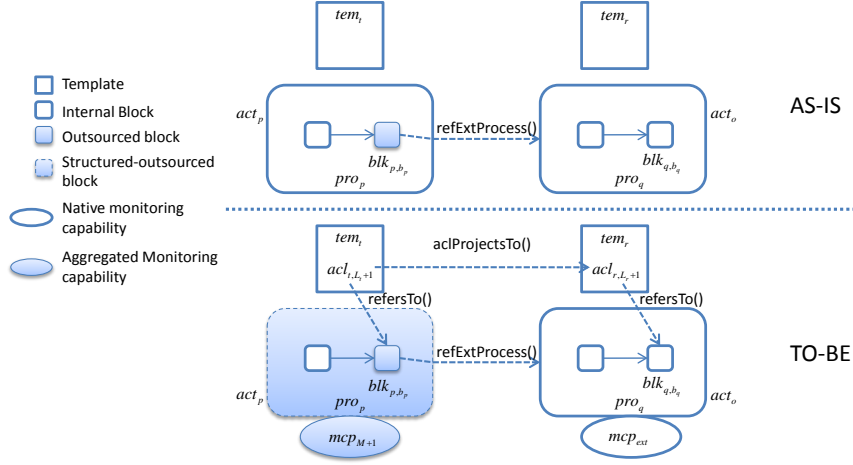 tem_t
tem_r
Template
Internal Block
Outsourced block
Structured-outsourced
block
Native monitoring
capability
Aggregated Monitoring
capability
act_p
refExtProcess()
blk_{p,b_p}
pro_p
act_o
blk_{q,b_q}
pro_q
AS-IS
tem_t
aclProjectsTo()
tem_r
acl_{t,L_t+1}
acl_{r,L_r+1}
refersTo()
refersTo()
refExtProcess()
TO-BE
blk_{p,b_p}
blk_{q,b_q}
act_p
pro_p
pro_q
act_o
mcp_{M+1}
mcp_{ext}